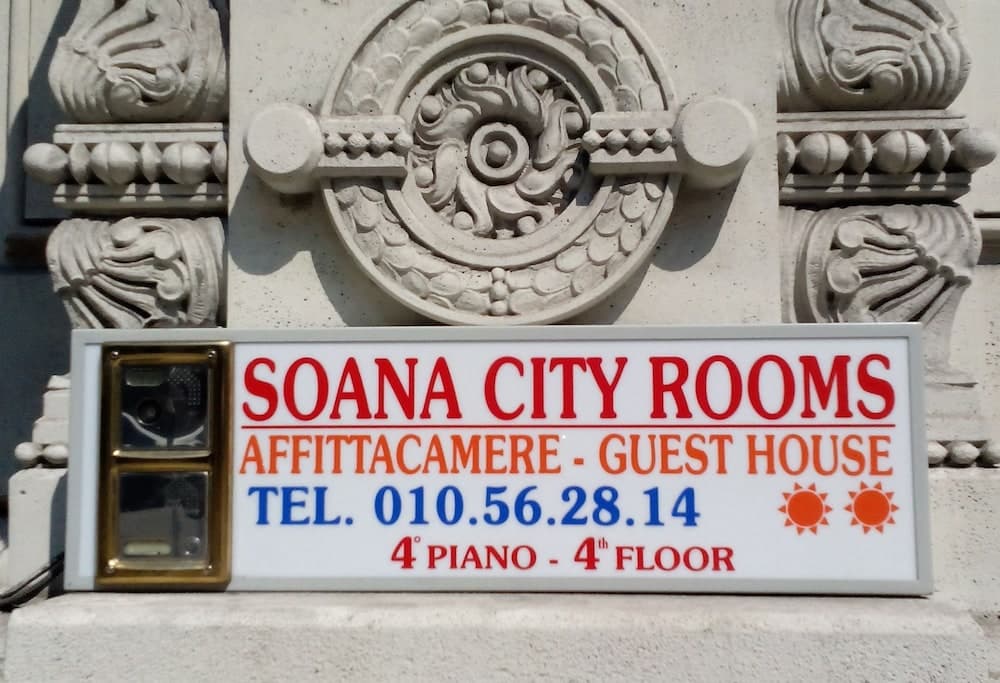 SOANA CITY ROOMS
AFFITTACAMERE - GUEST HOUSE
TEL. 010.56.28.14
4° PIANO - 4th FLOOR